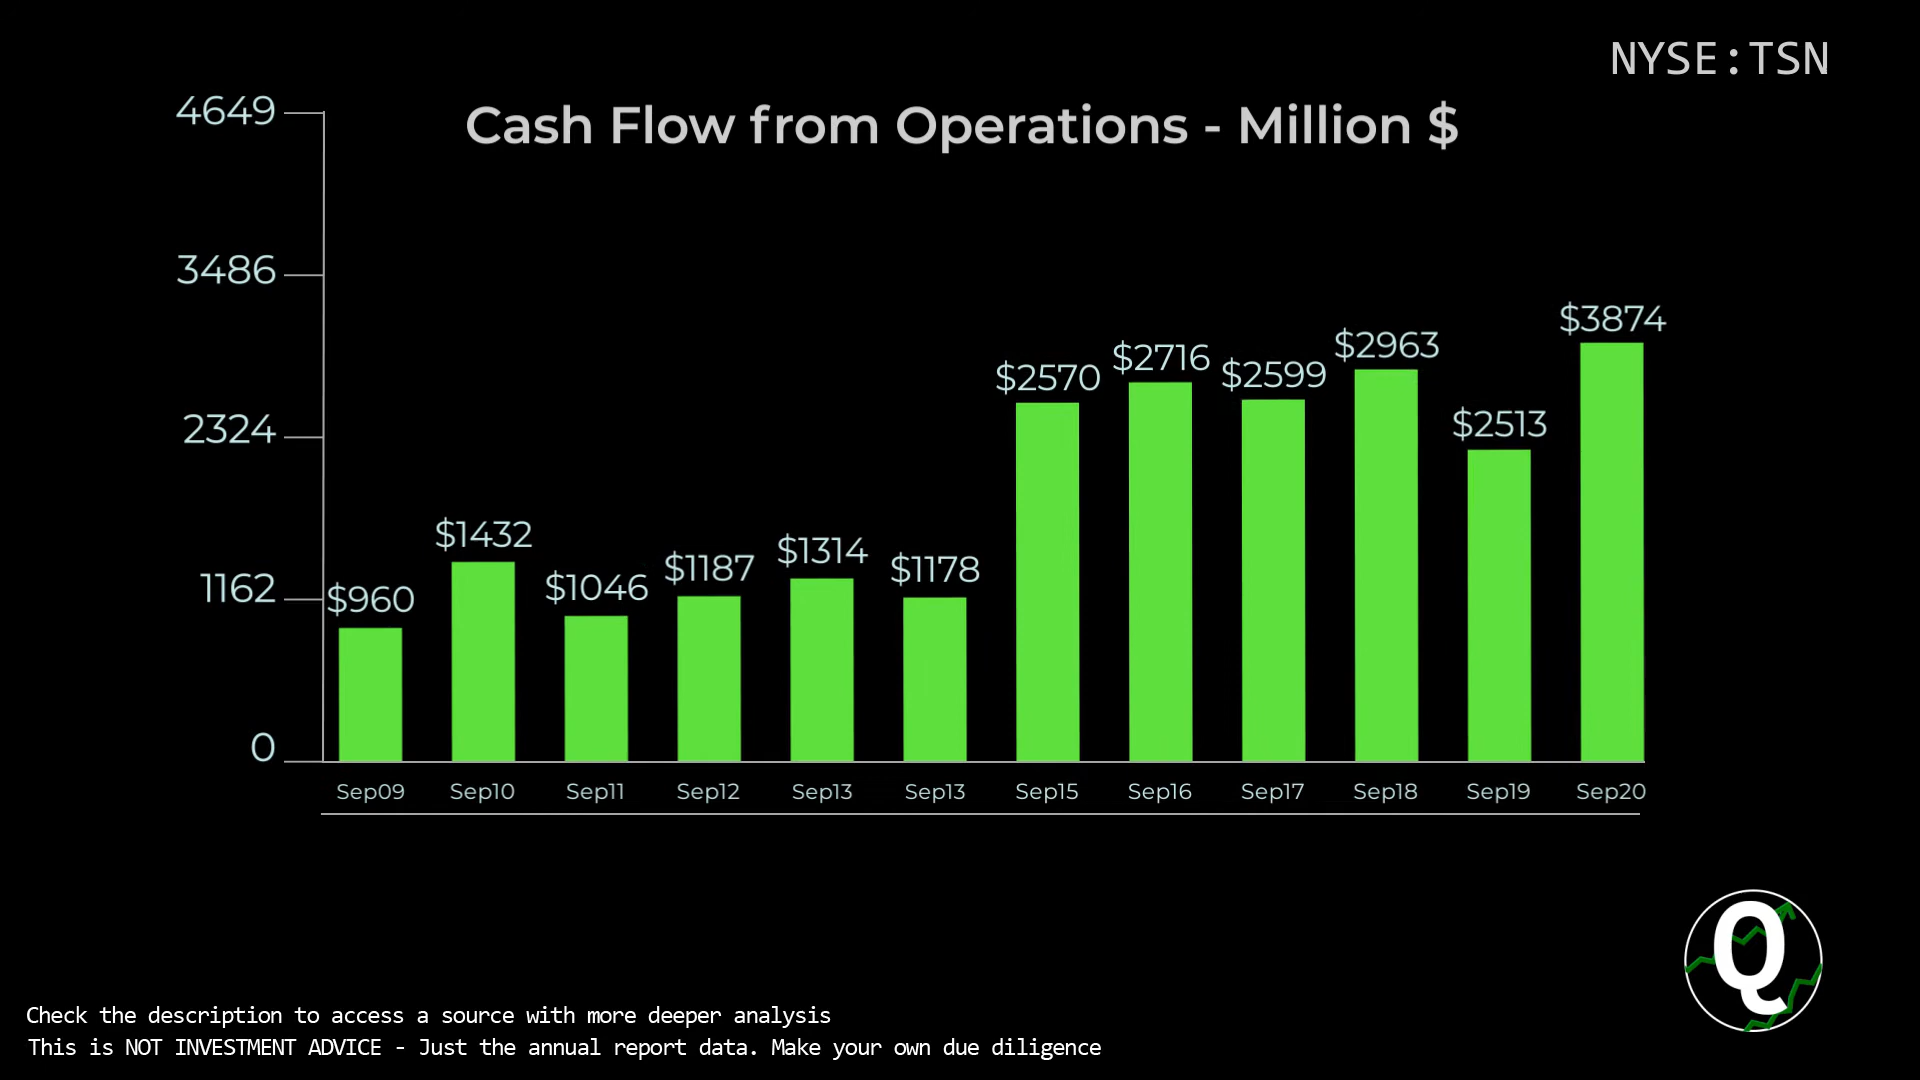 NYSE:TSN
Cash Flow from Operations - Million $
4649
3486
2324
1162
0
$960
$1432
$1046
$1187
$1314
$1178
$2570
$2716
$2599
$2963
$2513
$3874
Sep09 Sep10 Sep11 Sep12 Sep13 Sep13 Sep15 Sep16 Sep17 Sep18 Sep19 Sep20
Q
Check the description to access a source with more deeper analysis
This is NOT INVESTMENT ADVICE - Just the annual report data. Make your own due diligence